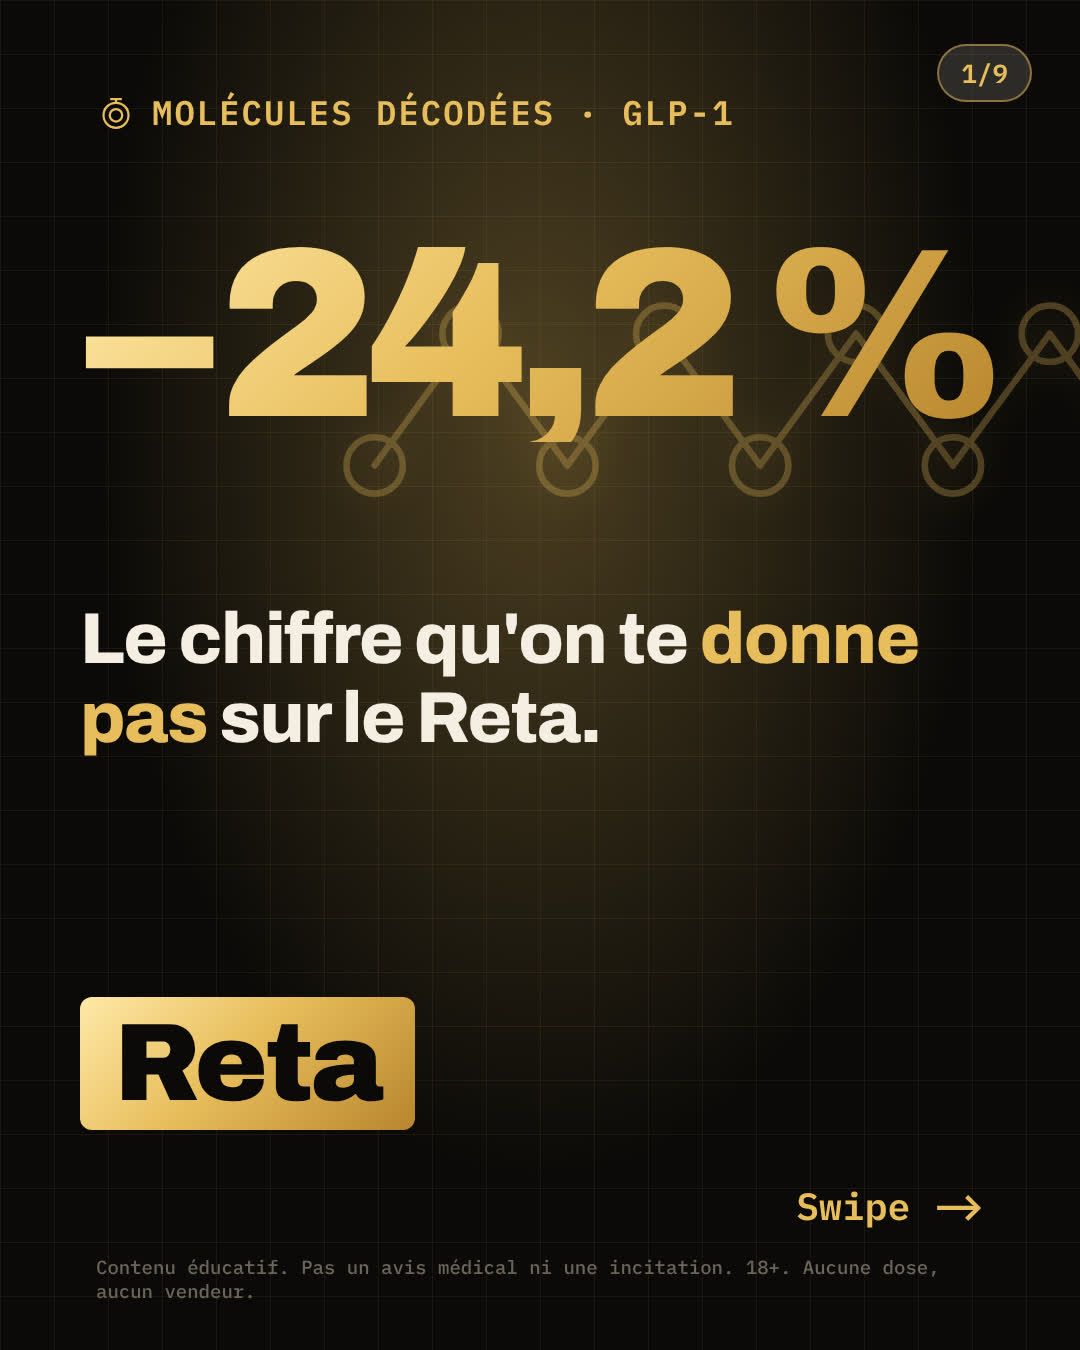 1/9
MOLÉCULES DÉCODÉES · GLP-1
–24,2 %
Le chiffre qu'on te donne
pas sur le Reta.
Reta
Swipe →
Contenu éducatif. Pas un avis médical ni une incitation. 18+. Aucune dose,
aucun vendeur.